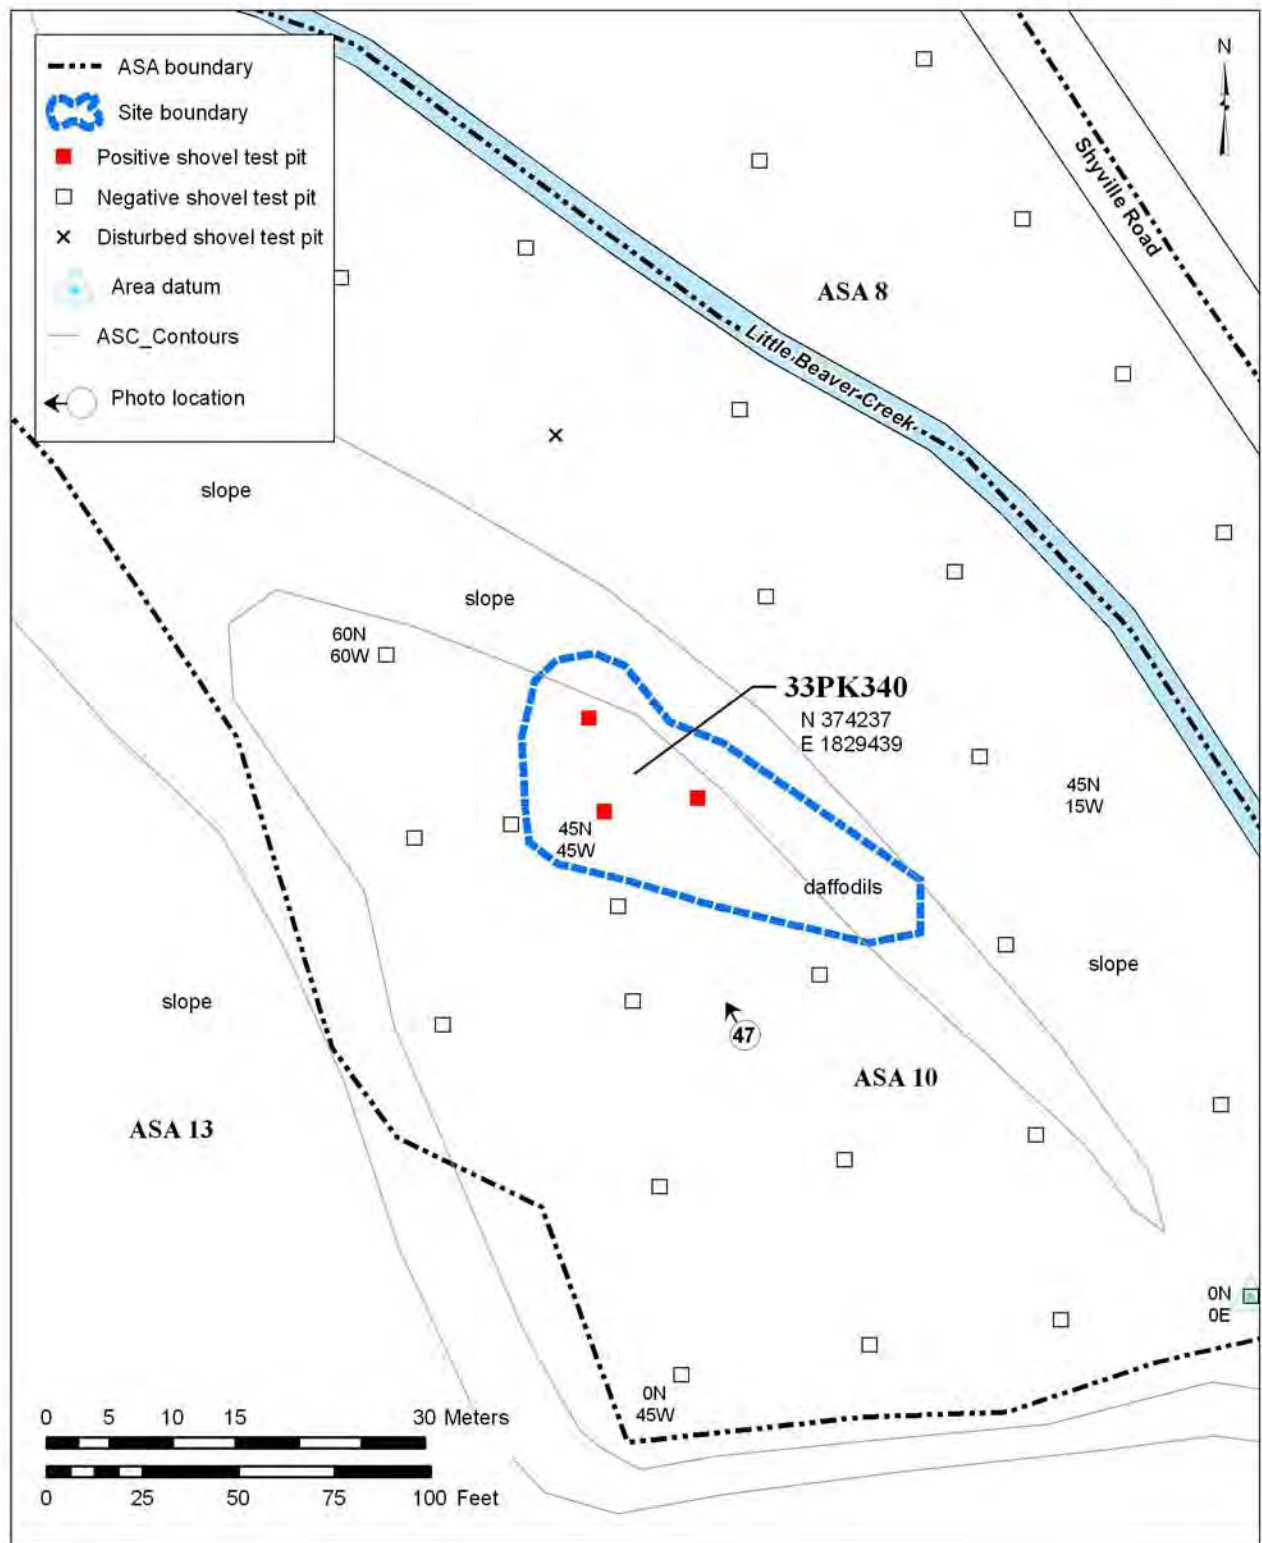 N
ASA boundary
Site boundary
Positive shovel test pit
Negative shovel test pit
Disturbed shovel test pit
Area datum
ASC_Contours
Photo location
Shyville Road
ASA 8
Little Beaver Creek
slope
slope
60N
60W
33PK340
N 374237
E 1829439
45N
15W
45N
45W
daffodils
slope
slope
47
ASA 10
ASA 13
0N
0E
0N
45W
0 5 10 15 30 Meters
0 25 50 75 100 Feet